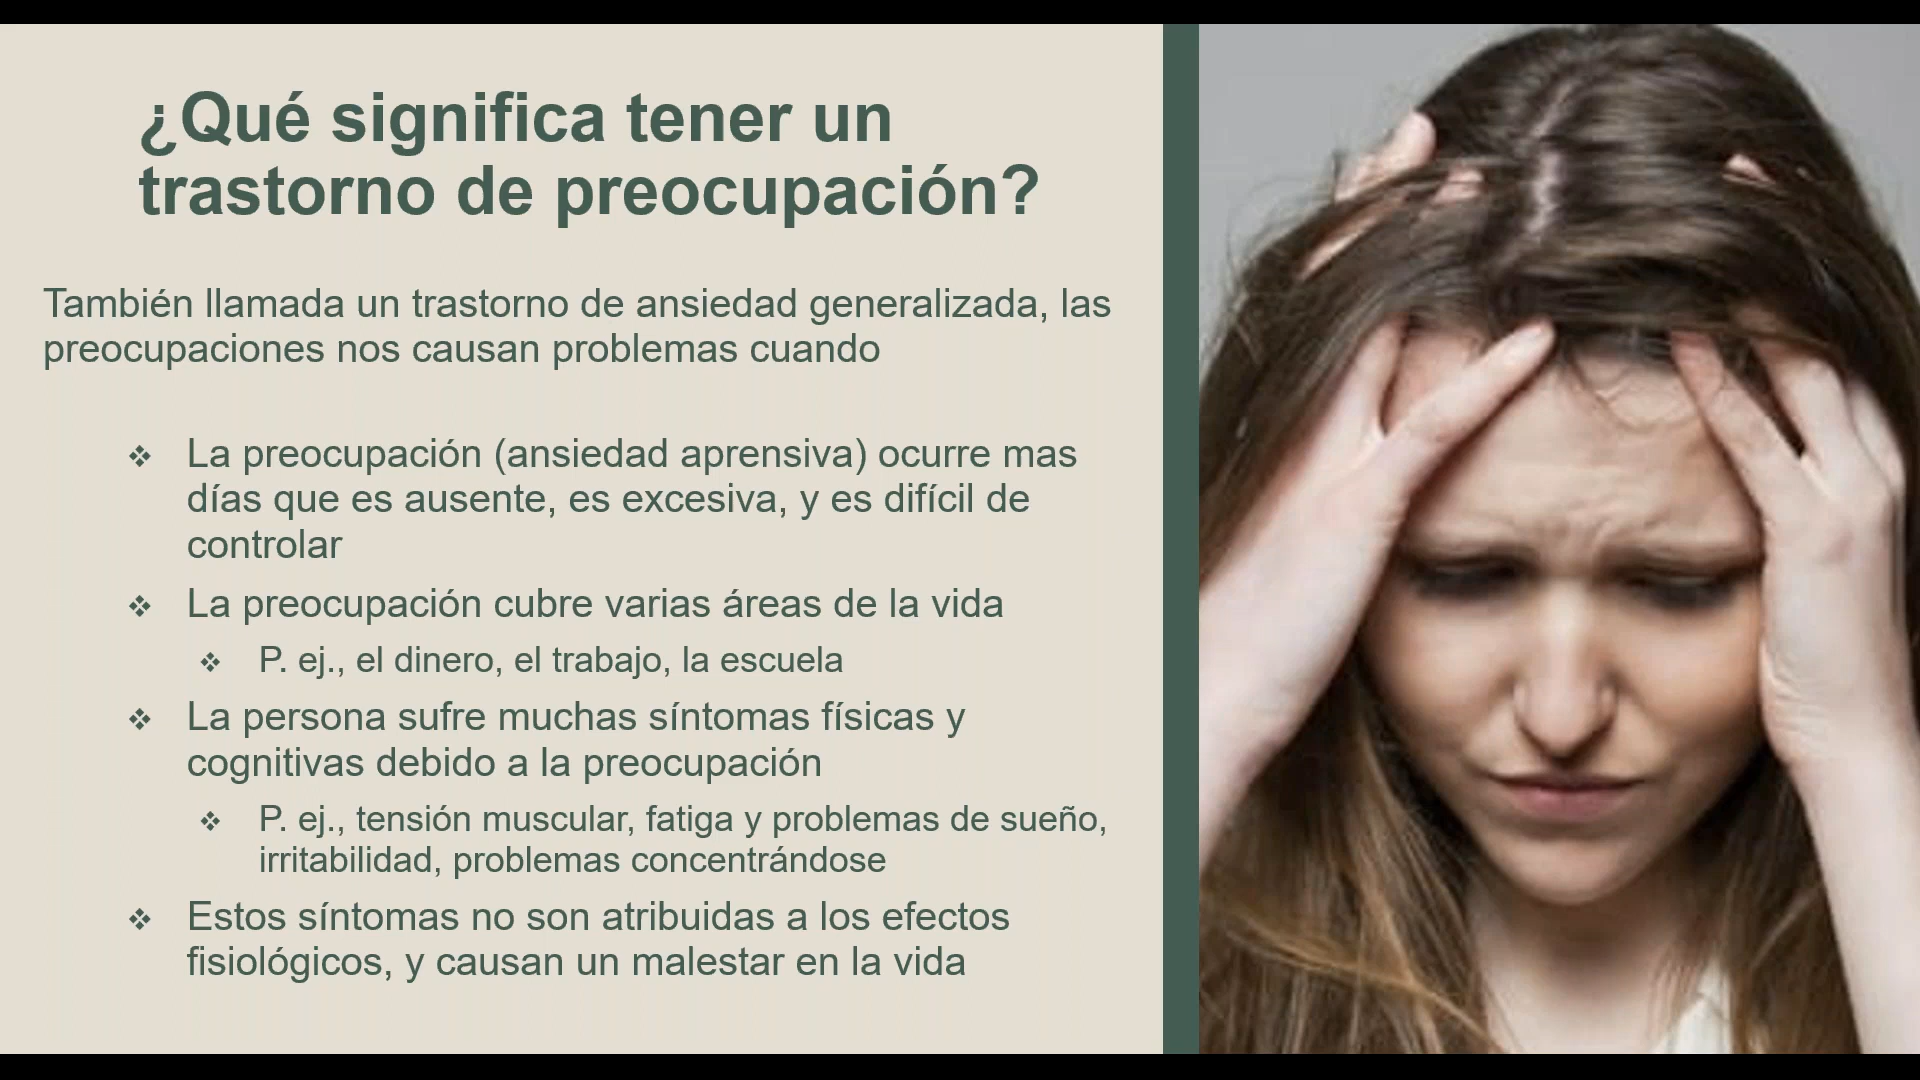 ¿Qué significa tener un
trastorno de preocupación?
También llamada un trastorno de ansiedad generalizada, las
preocupaciones nos causan problemas cuando
❖ La preocupación (ansiedad aprensiva) ocurre mas
días que es ausente, es excesiva, y es difícil de
controlar
❖ La preocupación cubre varias áreas de la vida
❖ P. ej., el dinero, el trabajo, la escuela
❖ La persona sufre muchas síntomas físicas y
cognitivas debido a la preocupación
❖ P. ej., tensión muscular, fatiga y problemas de sueño,
irritabilidad, problemas concentrándose
❖ Estos síntomas no son atribuidas a los efectos
fisiológicos, y causan un malestar en la vida